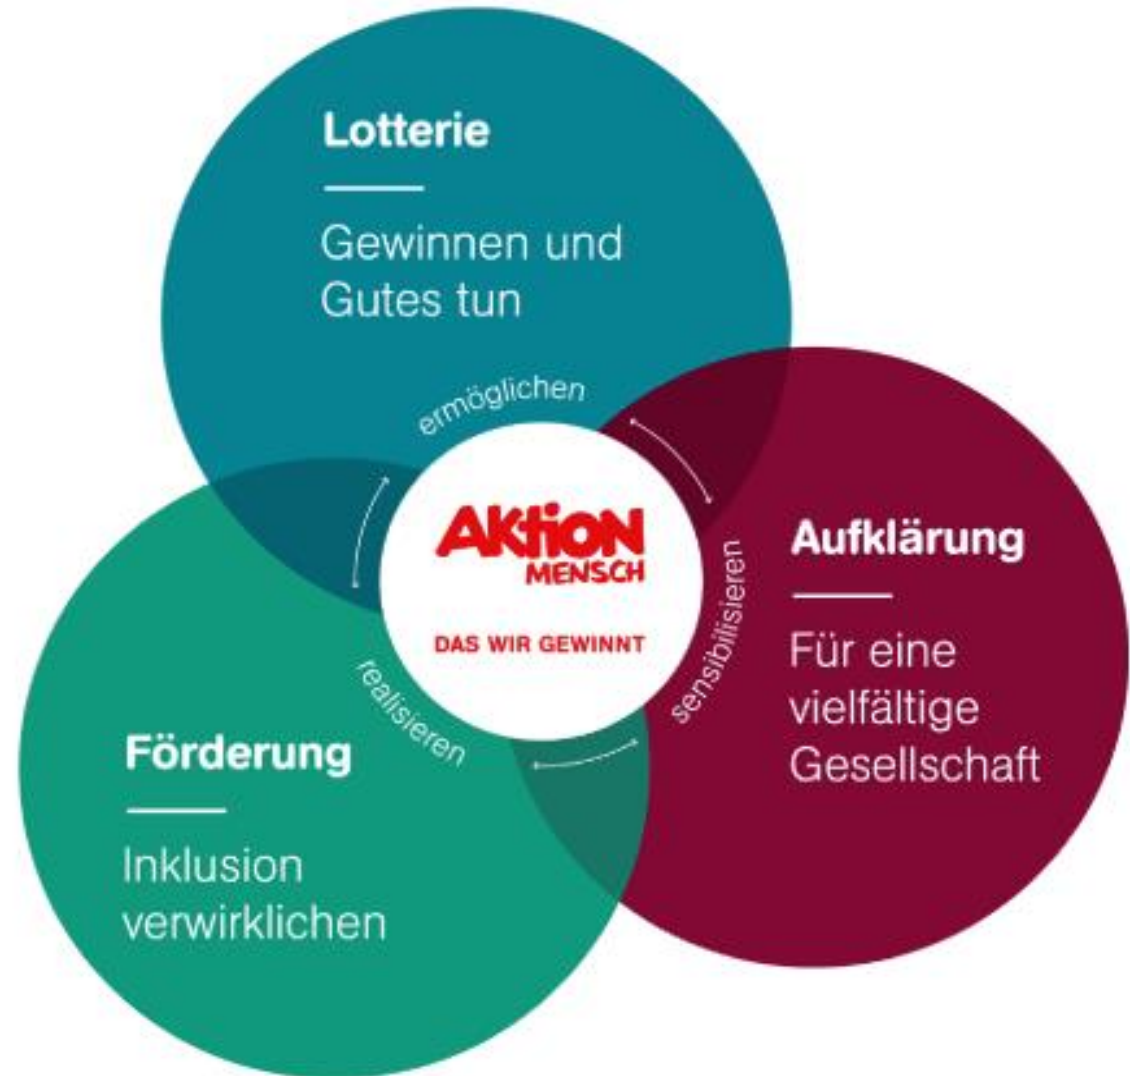 Lotterie
Gewinnen und
Gutes tun
ermöglichen
AKTION
MENSCH
DAS WIR GEWINNT
sensibilisieren
Aufklärung
Für eine
vielfältige
Gesellschaft
realisieren
Förderung
Inklusion
verwirklichen